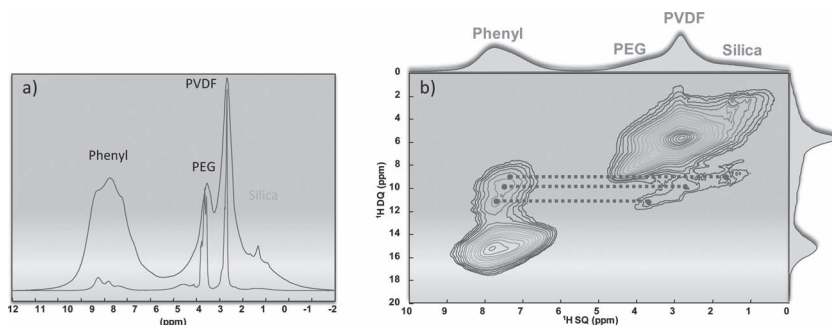 a)
Phenyl
PEG
PVDF
Silica
12 11 10 9 8 7 6 5 4 3 2 1 0 -2
(ppm)
b)
Phenyl
PEG
PVDF
Silica
0
2
4
6
8
10
12
14
16
18
20
¹H DQ (ppm)
10 9 8 7 6 5 4 3 2 1 0
¹H SQ (ppm)